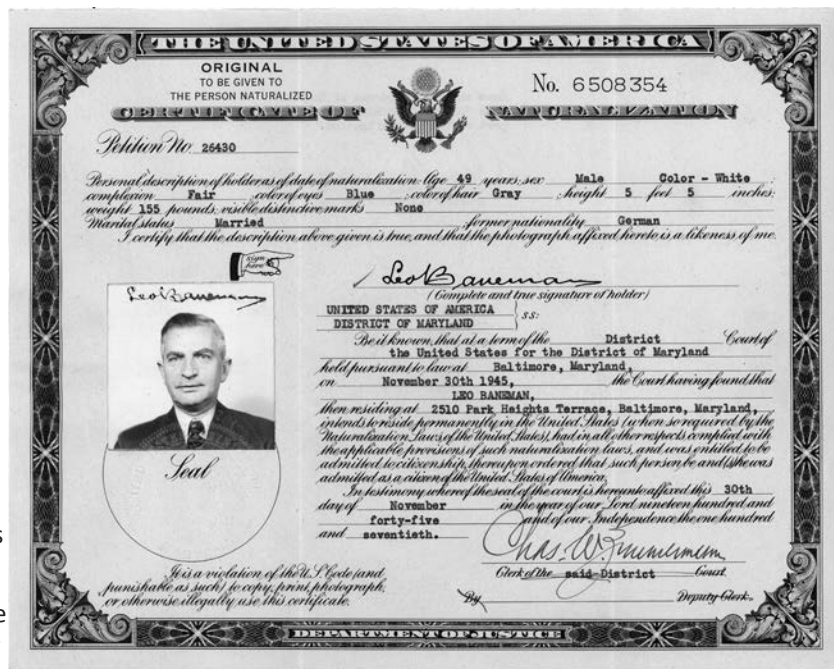 THE UNITED STATES OF AMERICA
ORIGINAL
TO BE GIVEN TO
THE PERSON NATURALIZED
No. 6508354
CERTIFICATE OF NATURALIZATION
Petition No 26430
Personal description of holder as of date of naturalization: Age 49 years; sex Male Color - White
complexion Fair color of eyes Blue color of hair Gray height 5 feet 5 inches;
weight 155 pounds; visible distinctive marks None
Marital status Married former nationality German
I certify that the description above given is true, and that the photograph affixed hereto is a likeness of me.
sign here
Leo Baneman
(Complete and true signature of holder)
Leo Baneman
Seal
UNITED STATES OF AMERICA
DISTRICT OF MARYLAND
ss:
Be it known, that at a term of the District Court of
the United States for the District of Maryland
held pursuant to law at Baltimore, Maryland,
on November 30th 1945, the Court having found that
LEO BANEMAN,
then residing at 2510 Park Heights Terrace, Baltimore, Maryland,
intends to reside permanently in the United States (when so required by the
Naturalization Laws of the United States), had in all other respects complied with
the applicable provisions of such naturalization laws, and was entitled to be
admitted to citizenship, thereupon ordered that such person be and (s)he was
admitted as a citizen of the United States of America.
In testimony whereof the seal of the court is hereunto affixed this 30th
day of November in the year of our Lord nineteen hundred and
forty-five and of our Independence the one hundred
and seventieth.
Chas. W. Zimmermann
Clerk of the said District Court.
By Deputy Clerk.
It is a violation of the U.S. Code (and
punishable as such) to copy, print, photograph,
or otherwise illegally use this certificate.
DEPARTMENT OF JUSTICE